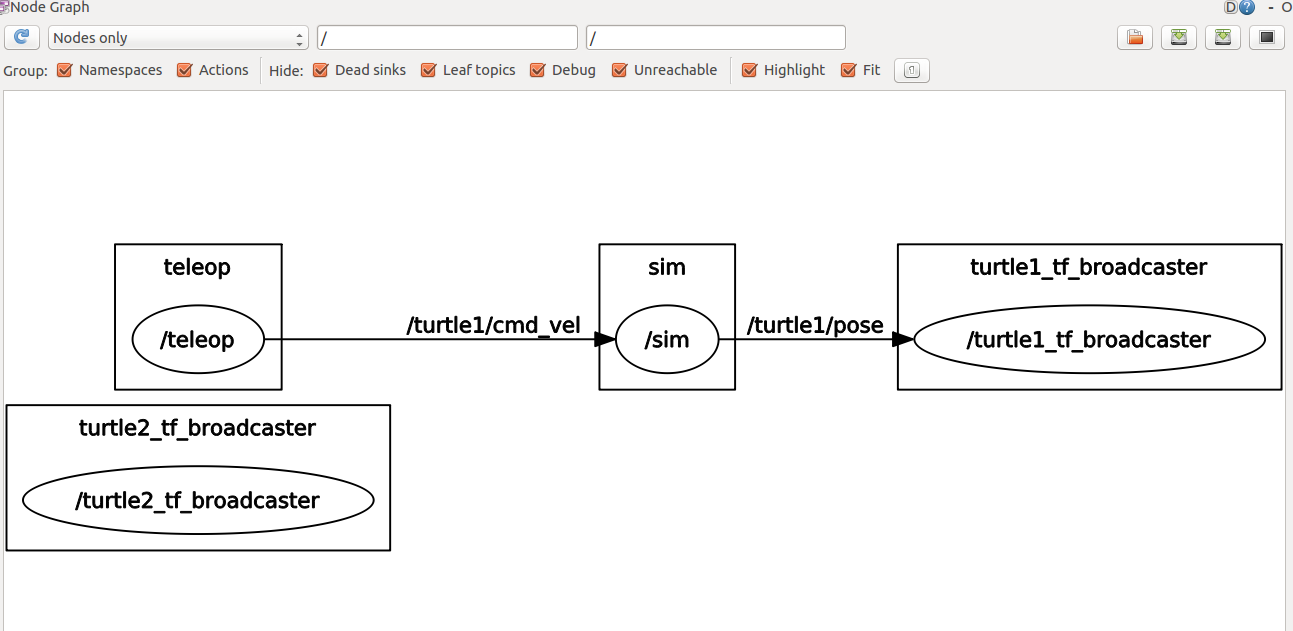 Node Graph
D ? - O
Nodes only / /
Group: Namespaces Actions Hide: Dead sinks Leaf topics Debug Unreachable Highlight Fit
teleop
/teleop
/turtle1/cmd_vel
sim
/sim
/turtle1/pose
turtle1_tf_broadcaster
/turtle1_tf_broadcaster
turtle2_tf_broadcaster
/turtle2_tf_broadcaster